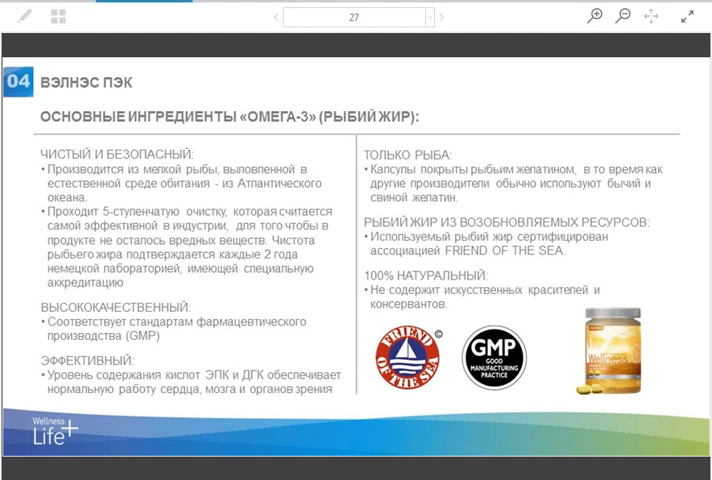 27
04
ВЭЛНЭС ПЭК
ОСНОВНЫЕ ИНГРЕДИЕНТЫ «ОМЕГА-3» (РЫБИЙ ЖИР):
ЧИСТЫЙ И БЕЗОПАСНЫЙ:
• Производится из мелкой рыбы, выловленной в
естественной среде обитания - из Атлантического
океана.
• Проходит 5-ступенчатую очистку, которая считается
самой эффективной в индустрии, для того чтобы в
продукте не осталось вредных веществ. Чистота
рыбьего жира подтверждается каждые 2 года
немецкой лабораторией, имеющей специальную
аккредитацию
ВЫСОКОКАЧЕСТВЕННЫЙ:
• Соответствует стандартам фармацевтического
производства (GMP)
ЭФФЕКТИВНЫЙ:
• Уровень содержания кислот ЭПК и ДГК обеспечивает
нормальную работу сердца, мозга и органов зрения
ТОЛЬКО РЫБА:
• Капсулы покрыты рыбьим желатином, в то время как
другие производители обычно используют бычий и
свиной желатин.
РЫБИЙ ЖИР ИЗ ВОЗОБНОВЛЯЕМЫХ РЕСУРСОВ:
• Используемый рыбий жир сертифицирован
ассоциацией FRIEND OF THE SEA.
100% НАТУРАЛЬНЫЙ:
• Не содержит искусственных красителей и
консервантов.
FRIEND
OF THE SEA
©
GMP
GOOD
MANUFACTURING
PRACTICE
Wellness
Wellness
Life+